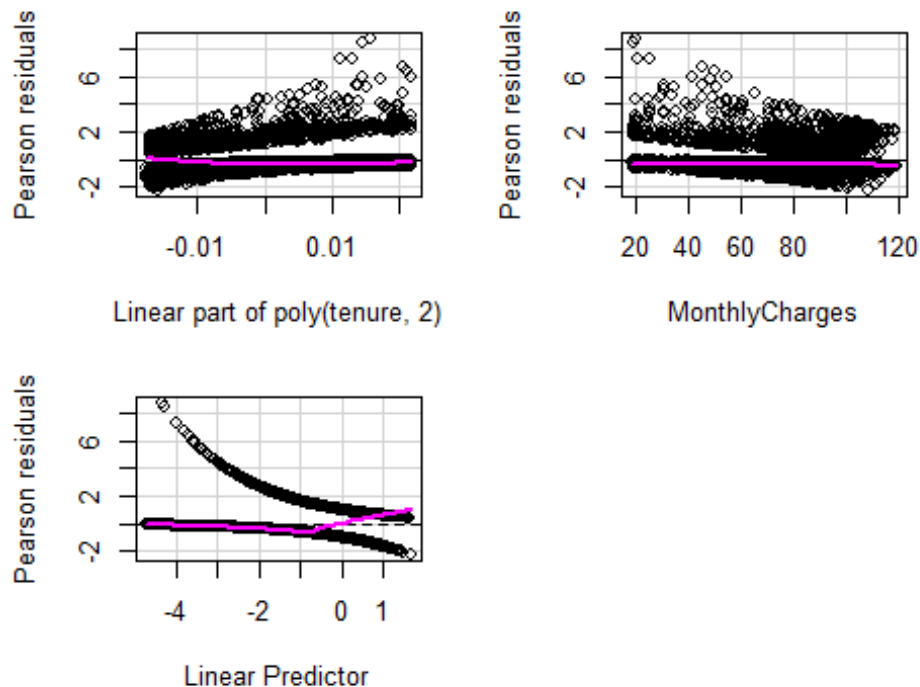 Pearson residuals
6
2
-2
-0.01 0.01
Linear part of poly(tenure, 2)
Pearson residuals
6
2
-2
20 40 60 80 120
MonthlyCharges
Pearson residuals
6
2
-2
-4 -2 0 1
Linear Predictor